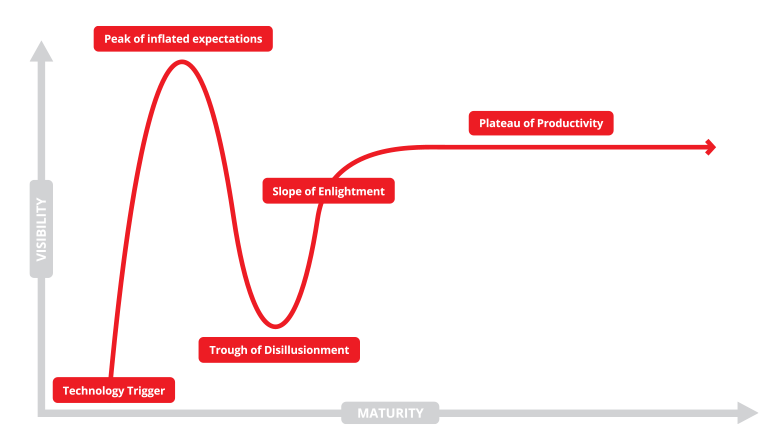 Peak of inflated expectations
Plateau of Productivity
Slope of Enlightment
VISIBILITY
Trough of Disillusionment
Technology Trigger
MATURITY